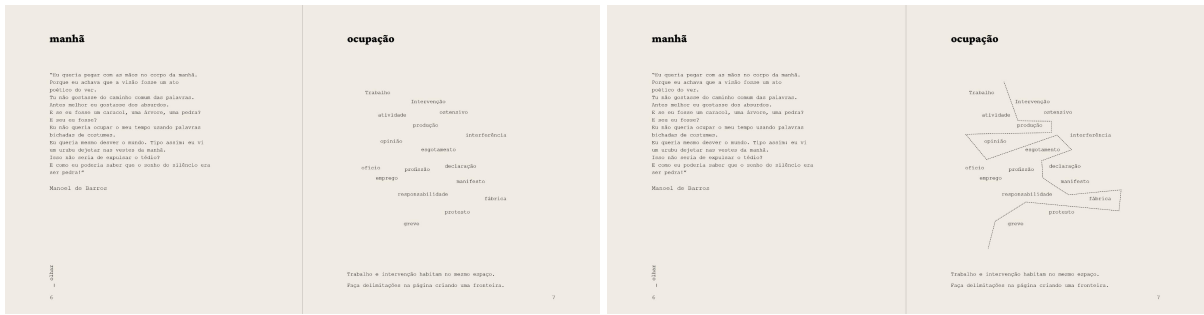 manhã
"Eu queria pegar com as mãos no corpo da manhã.
Porque eu achava que a visão fosse um ato
poético do ver.
Tu não gostasse do caminho comum das palavras.
Antes melhor eu gostasse dos absurdos.
E se eu fosse um caracol, uma árvore, uma pedra?
E seu eu fosse?
Eu não queria ocupar o meu tempo usando palavras
bichadas de costumes.
Eu queria mesmo desver o mundo. Tipo assim: eu vi
um urubu dejetar nas vestes da manhã.
Isso não seria de expulsar o tédio?
E como eu poderia saber que o sonho do silêncio era
ser pedra!"
Manoel de Barros
olhar
6
ocupação
Trabalho
Intervenção
atividade
ostensivo
produção
interferência
opinião
esgotamento
ofício
profissão
declaração
emprego
manifesto
responsabilidade
fábrica
protesto
greve
Trabalho e intervenção habitam no mesmo espaço.
Faça delimitações na página criando uma fronteira.
7
manhã
"Eu queria pegar com as mãos no corpo da manhã.
Porque eu achava que a visão fosse um ato
poético do ver.
Tu não gostasse do caminho comum das palavras.
Antes melhor eu gostasse dos absurdos.
E se eu fosse um caracol, uma árvore, uma pedra?
E seu eu fosse?
Eu não queria ocupar o meu tempo usando palavras
bichadas de costumes.
Eu queria mesmo desver o mundo. Tipo assim: eu vi
um urubu dejetar nas vestes da manhã.
Isso não seria de expulsar o tédio?
E como eu poderia saber que o sonho do silêncio era
ser pedra!"
Manoel de Barros
olhar
6
ocupação
Trabalho
Intervenção
atividade
ostensivo
produção
interferência
opinião
esgotamento
ofício
profissão
declaração
emprego
manifesto
responsabilidade
fábrica
protesto
greve
Trabalho e intervenção habitam no mesmo espaço.
Faça delimitações na página criando uma fronteira.
7